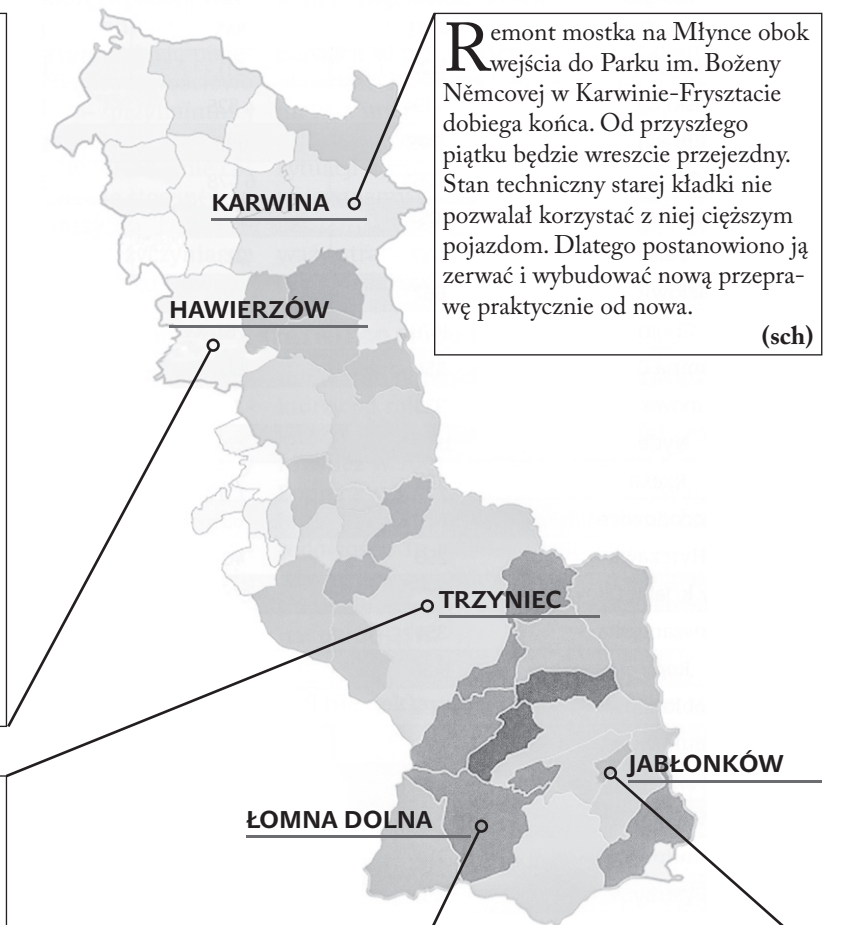 Remont mostka na Młynce obok
wejścia do Parku im. Boženy
Němcovej w Karwinie-Frysztacie
dobiega końca. Od przyszłego
piątku będzie wreszcie przejezdny.
Stan techniczny starej kładki nie
pozwalał korzystać z niej cięższym
pojazdom. Dlatego postanowiono ją
zerwać i wybudować nową przepra-
wę praktycznie od nowa.
(sch)
KARWINA
HAWIERZÓW
TRZYNIEC
JABŁONKÓW
ŁOMNA DOLNA